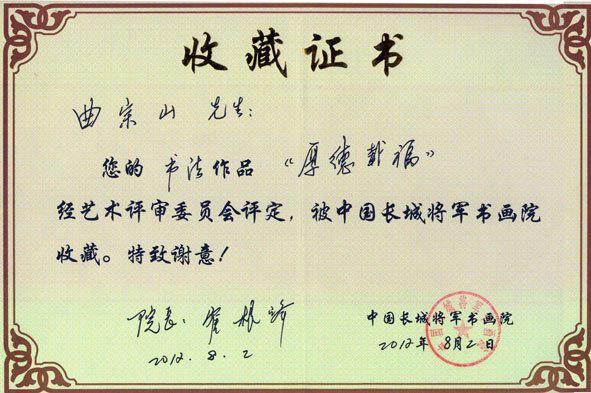 收藏证书
曲宗山 先生:
您的 书法作品 《厚德载福》
经艺术评审委员会评定,被中国长城将军书画院
收藏。特致谢意!
院长:
中国长城将军书画院
2012.8.2
2012年 8月2日